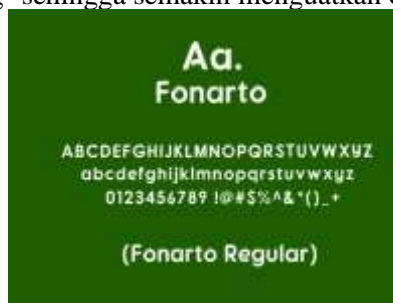 sehingga semakin menguatkan
Aa.
Fonarto
ABCDEFGHIJKLMNOPQRSTUVWXYZ
abcdefghijklmnopqrstuvwxyz
0123456789 !@#$%^&*()_+
(Fonarto Regular)